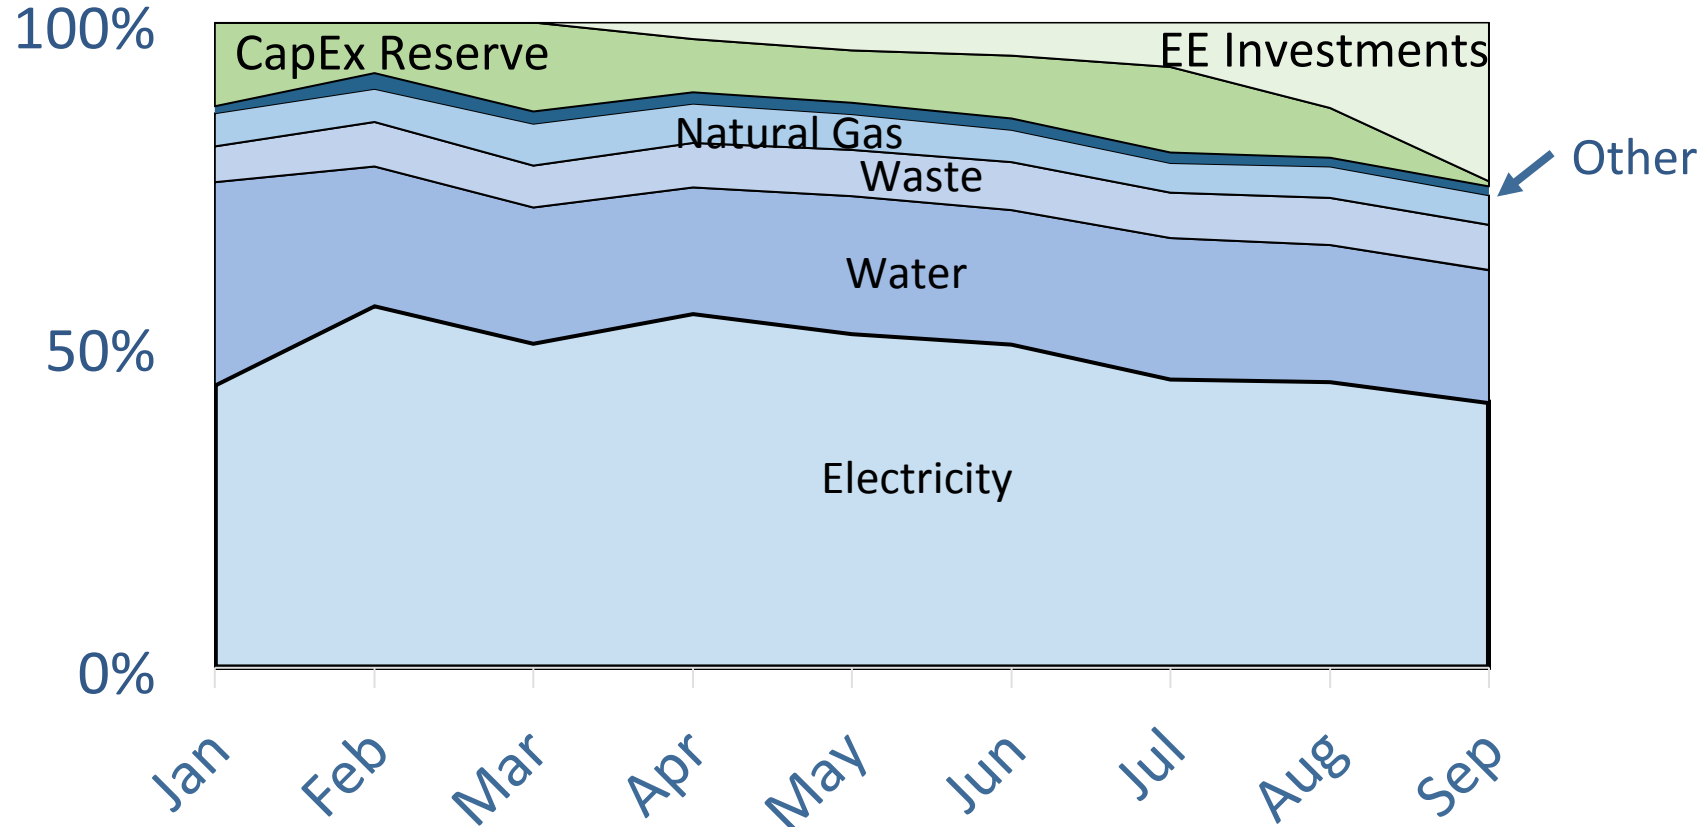 100%
CapEx Reserve
EE Investments
Natural Gas
Other
Waste
Water
50%
Electricity
0%
Jan
Feb
Mar
Apr
May
Jun
Jul
Aug
Sep